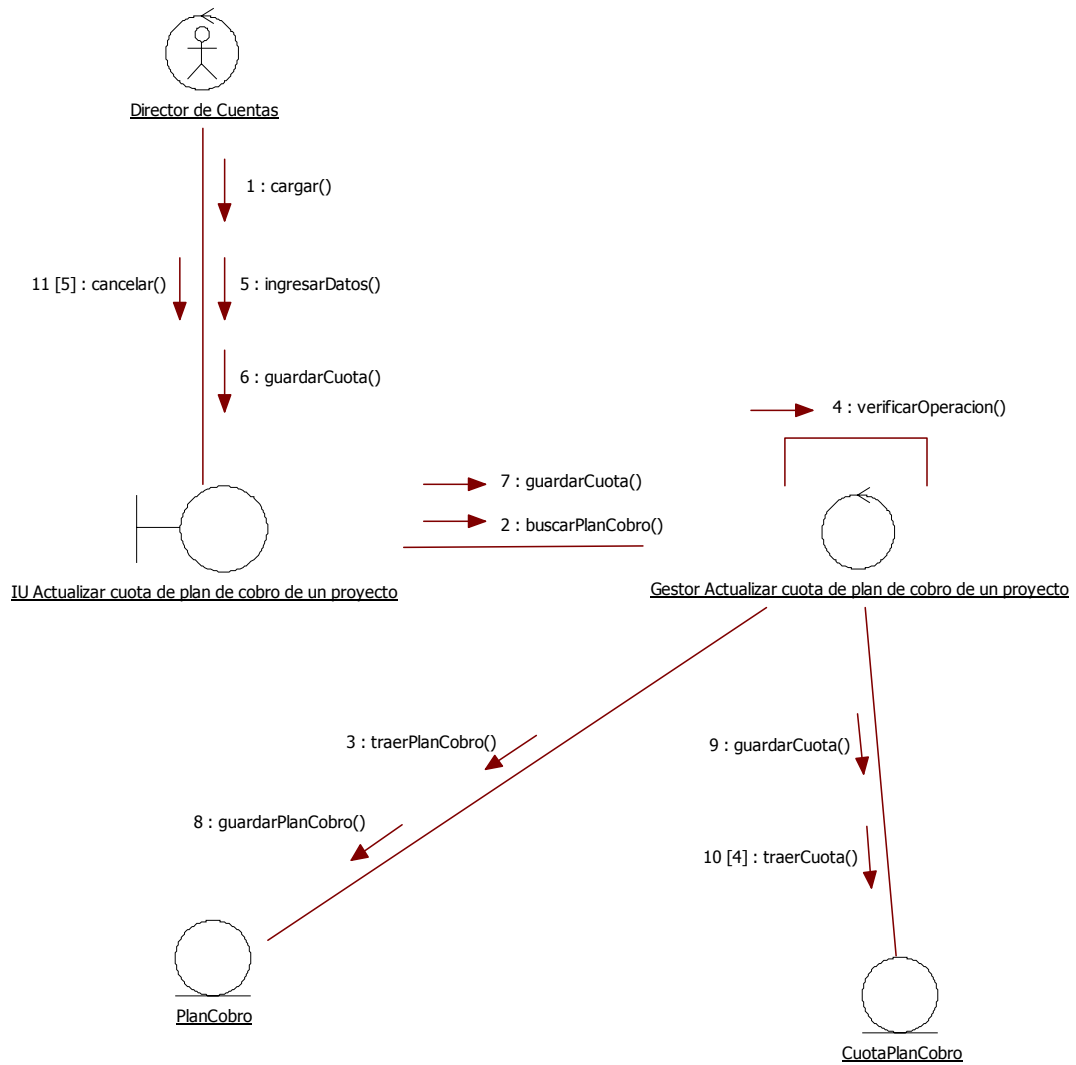 Director de Cuentas
1 : cargar()
11 [5] : cancelar()
5 : ingresarDatos()
6 : guardarCuota()
4 : verificarOperacion()
7 : guardarCuota()
2 : buscarPlanCobro()
IU Actualizar cuota de plan de cobro de un proyecto
Gestor Actualizar cuota de plan de cobro de un proyecto
3 : traerPlanCobro()
9 : guardarCuota()
8 : guardarPlanCobro()
10 [4] : traerCuota()
PlanCobro
CuotaPlanCobro